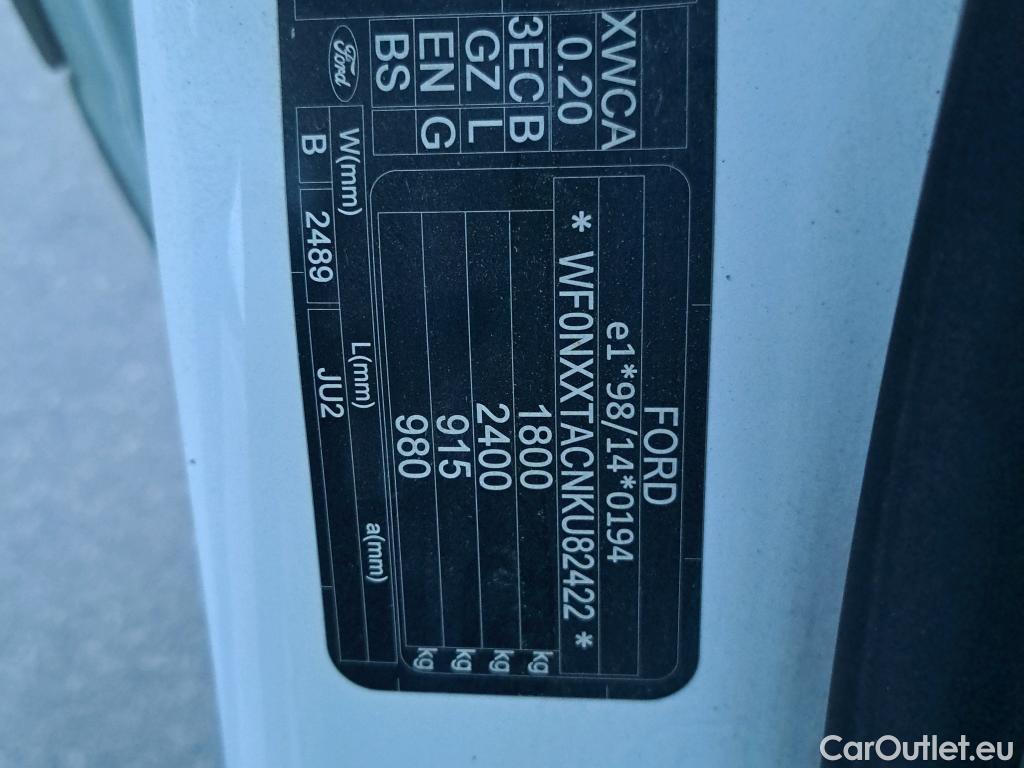 FORD
e1*98/14*0194
* WF0NXXTACNKU82422 *
1800 kg
2400 kg
915 kg
980 kg
XWCA
0.20
3EC B
GZ L
EN G
BS
Ford
W(mm) L(mm) a(mm)
B 2489 JU2
CarOutlet.eu